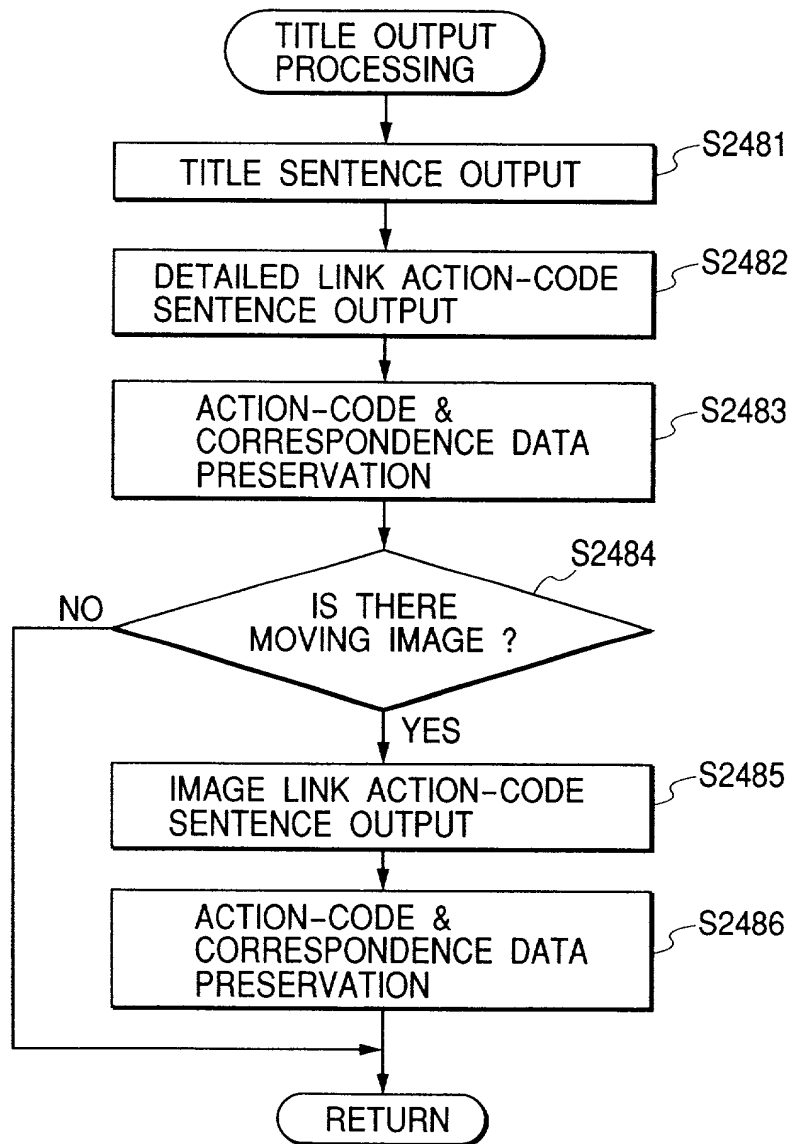 TITLE OUTPUT
PROCESSING
S2481
TITLE SENTENCE OUTPUT
S2482
DETAILED LINK ACTION-CODE
SENTENCE OUTPUT
S2483
ACTION-CODE &
CORRESPONDENCE DATA
PRESERVATION
S2484
NO
IS THERE
MOVING IMAGE ?
YES
S2485
IMAGE LINK ACTION-CODE
SENTENCE OUTPUT
S2486
ACTION-CODE &
CORRESPONDENCE DATA
PRESERVATION
RETURN